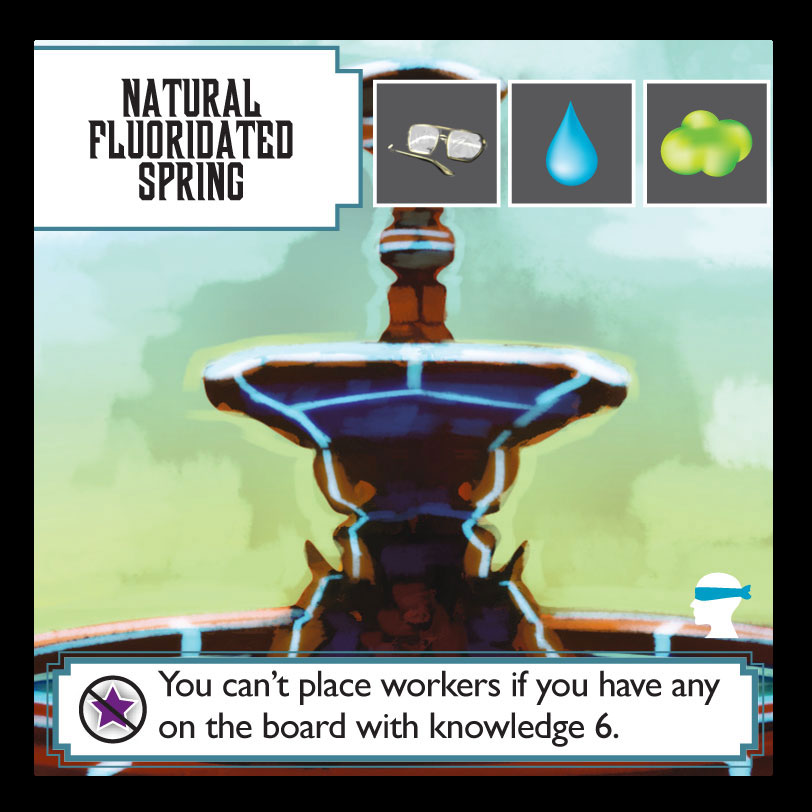 NATURAL
FLUORIDATED
SPRING
You can't place workers if you have any
on the board with knowledge 6.